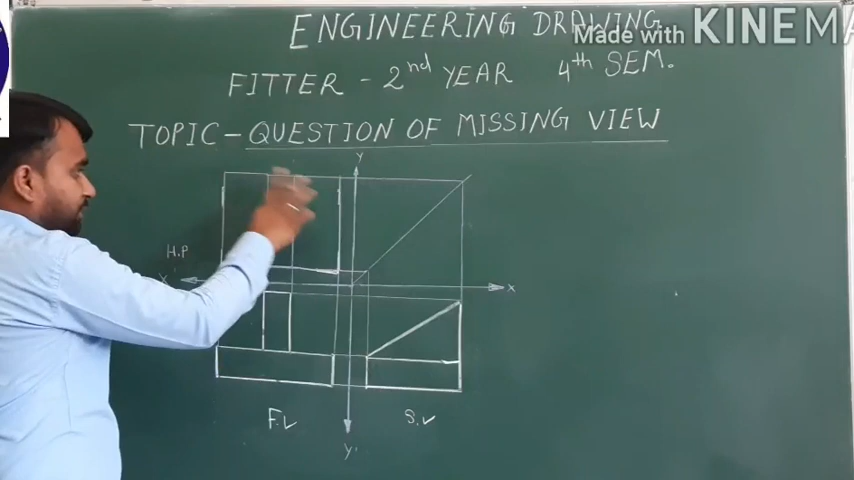 ENGINEERING DRAWING
Made with KINEMA
FITTER - 2nd YEAR 4th SEM.
TOPIC - QUESTION OF MISSING VIEW
Y
H.P
X
X
F.V
S.V
Y'